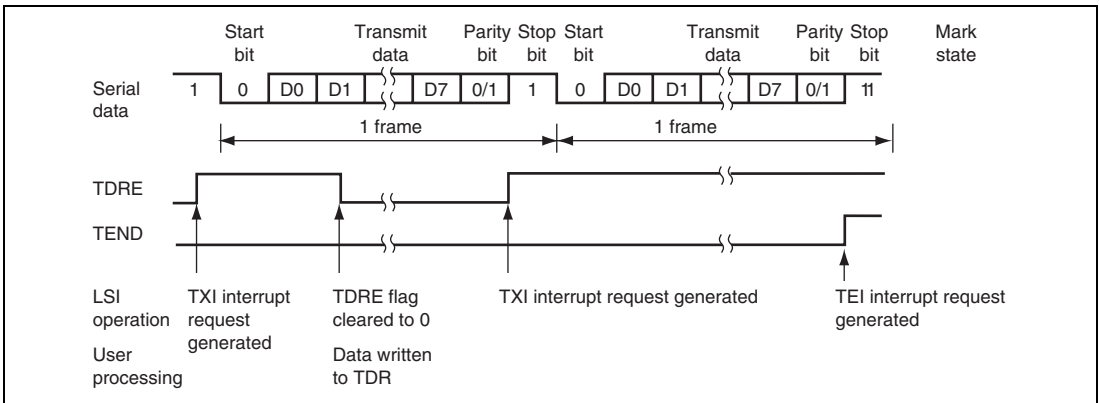 Start bit Transmit data Parity bit Stop bit Start bit Transmit data Parity bit Stop bit Mark state
Serial data 1 0 D0 D1 D7 0/1 1 0 D0 D1 D7 0/1 11
1 frame 1 frame
TDRE
TEND
LSI operation TXI interrupt request generated TDRE flag cleared to 0 TXI interrupt request generated TEI interrupt request generated
User processing Data written to TDR